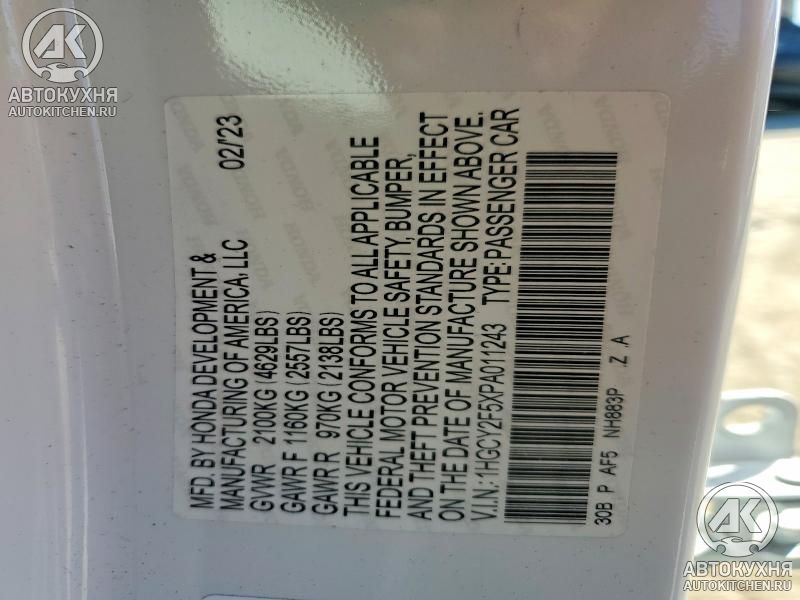 АВТОКУХНЯ
AUTOKITCHEN.RU
MFD. BY HONDA DEVELOPMENT &
MANUFACTURING OF AMERICA, LLC 02/'23
GVWR 2100KG (4629LBS)
GAWR F 1160KG (2557LBS)
GAWR R 970KG (2138LBS)
THIS VEHICLE CONFORMS TO ALL APPLICABLE
FEDERAL MOTOR VEHICLE SAFETY, BUMPER,
AND THEFT PREVENTION STANDARDS IN EFFECT
ON THE DATE OF MANUFACTURE SHOWN ABOVE.
V.I.N.: 1HGCY2F5XPA011243 TYPE: PASSENGER CAR
30B P AF5 NH883P .Z .A
АВТОКУХНЯ
AUTOKITCHEN.RU